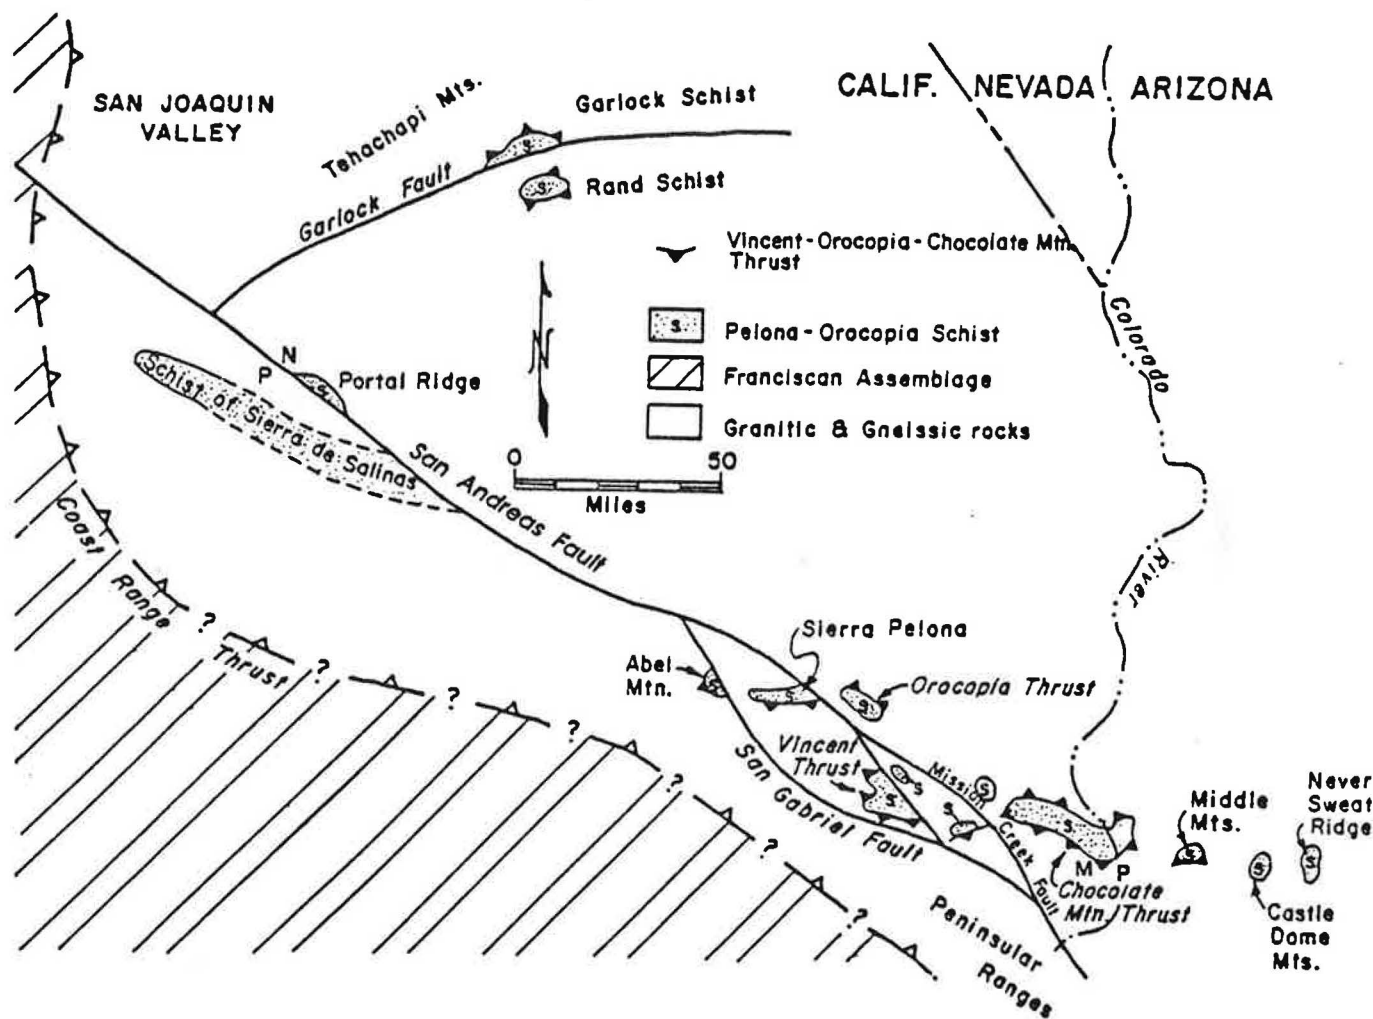 CALIF. NEVADA ARIZONA
SAN JOAQUIN
VALLEY
Tehachapi Mts.
Garlock Schist
Garlock Fault
S
S
Rand Schist
Vincent-Orocopia-Chocolate Mtn.
Thrust
N
S
Pelona-Orocopia Schist
Franciscan Assemblage
Granitic & Gneissic rocks
0 50
Miles
Colorado
River
N
P
S
Portal Ridge
Schist of Sierra de Salinas
San Andreas Fault
Coast
Range
?
Thrust
?
?
?
?
?
?
Sierra Pelona
Abel
Mtn.
S
S
S
Orocopia Thrust
Vincent
Thrust
San Gabriel Fault
S
S
S
S
Mission
Creek
Fault
S
M P
Chocolate
Mtn. Thrust
Middle
Mts.
S
Never
Sweat
Ridge
S
S
Castle
Dome
Mts.
Peninsular
Ranges